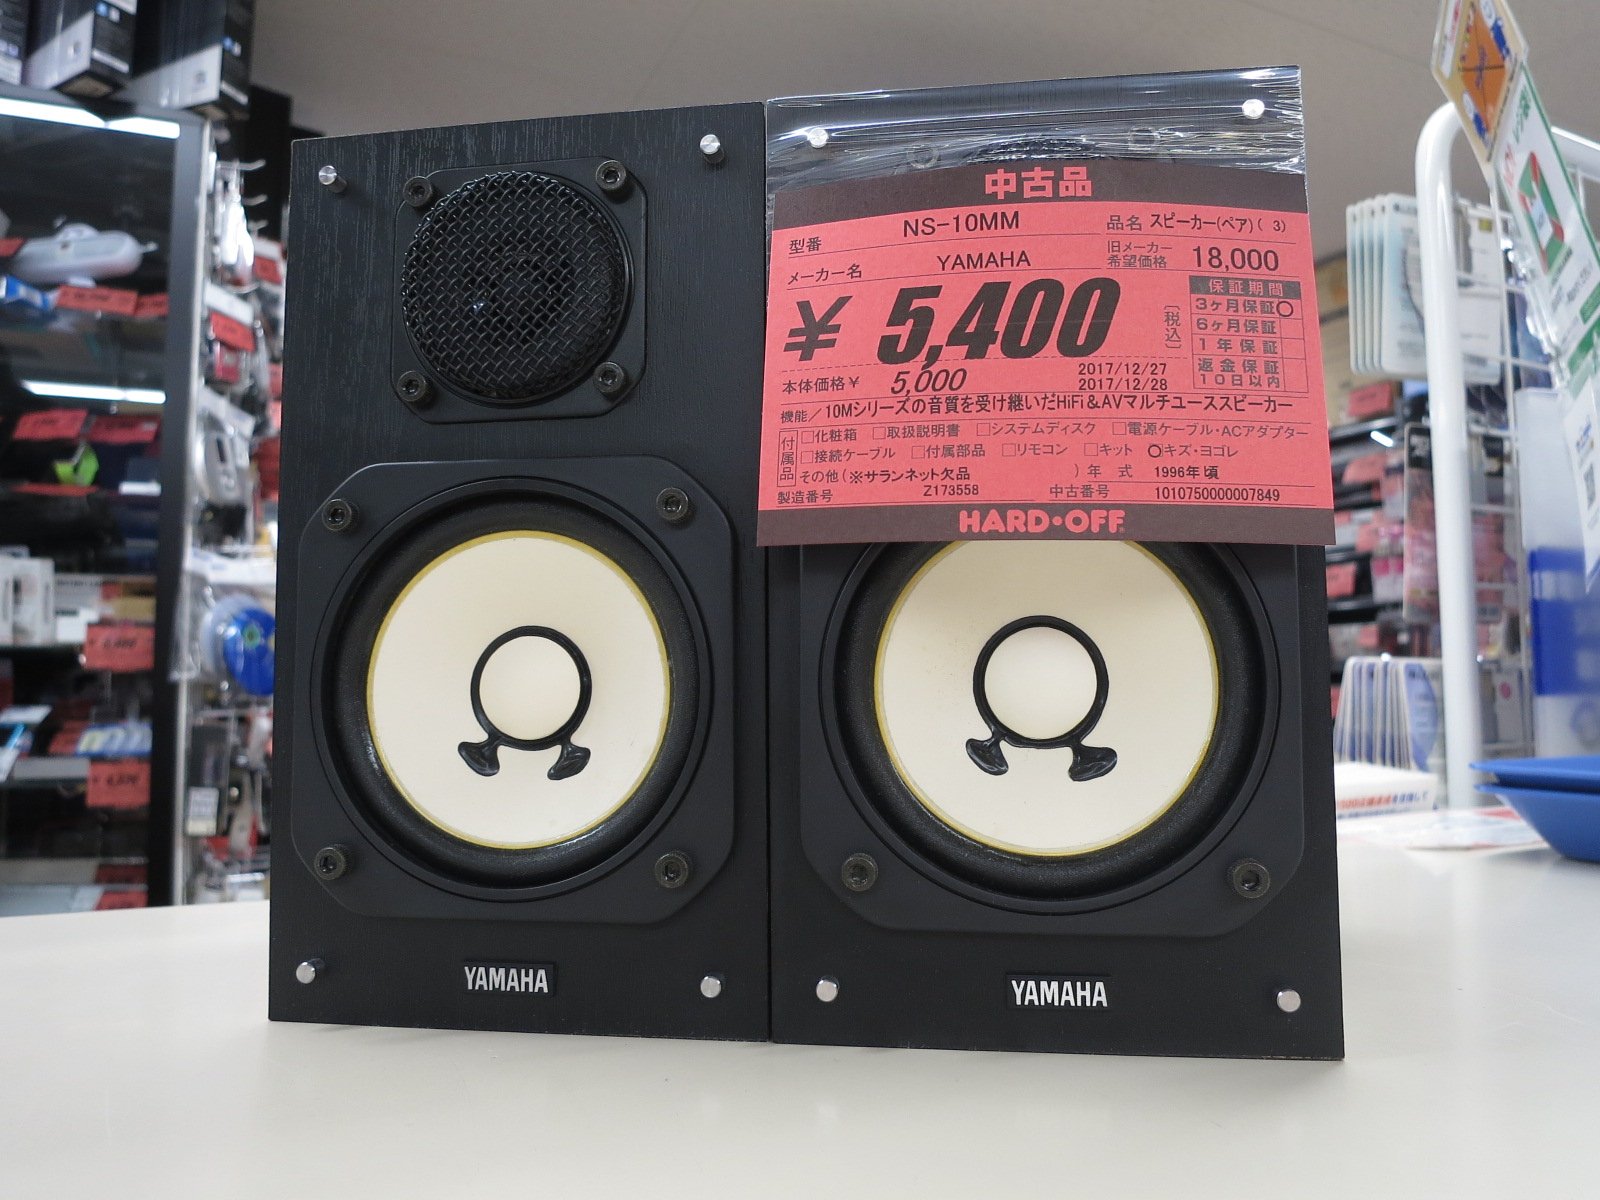 中古品
型番 NS-10MM 品名 スピーカー(ペア)( 3)
メーカー名 YAMAHA 旧メーカー希望価格 18,000
¥ 5,400 [税込]
保証期間
3ヶ月保証○
6ヶ月保証
1年保証
返金保証
10日以内
本体価格¥ 5,000
2017/12/27
2017/12/28
機能/10Mシリーズの音質を受け継いだHiFi&AVマルチユーススピーカー
付属品 □化粧箱 □取扱説明書 □システムディスク □電源ケーブル・ACアダプター
□接続ケーブル □付属部品 □リモコン □キット ○キズ・ヨゴレ
その他(※サランネット欠品 ) 年式 1996年頃
製造番号 Z173558 中古番号 1010750000007849
HARD・OFF
YAMAHA
YAMAHA